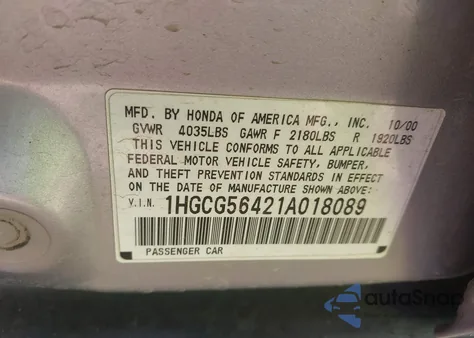 MFD. BY HONDA OF AMERICA MFG., INC. 10/00
GVWR 4035LBS GAWR F 2180LBS R 1920LBS
THIS VEHICLE CONFORMS TO ALL APPLICABLE
FEDERAL MOTOR VEHICLE SAFETY, BUMPER,
AND THEFT PREVENTION STANDARDS IN EFFECT
ON THE DATE OF MANUFACTURE SHOWN ABOVE:
V.I.N. 1HGCG56421A018089
PASSENGER CAR
autoSnap